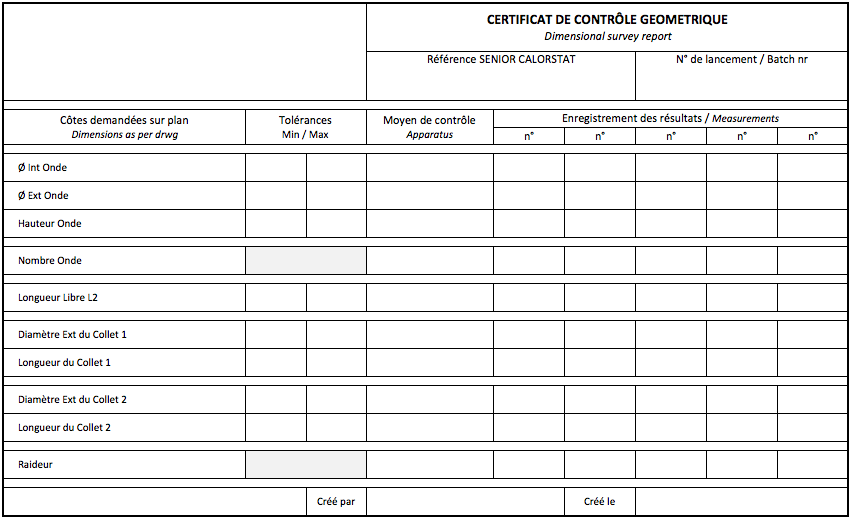 CERTIFICAT DE CONTRÔLE GEOMETRIQUE
Dimensional survey report
Référence SENIOR CALORSTAT
N° de lancement / Batch nr
Côtes demandées sur plan
Dimensions as per drwg
Tolérances
Min / Max
Moyen de contrôle
Apparatus
Enregistrement des résultats / Measurements
n° n° n° n° n°
Ø Int Onde
Ø Ext Onde
Hauteur Onde
Nombre Onde
Longueur Libre L2
Diamètre Ext du Collet 1
Longueur du Collet 1
Diamètre Ext du Collet 2
Longueur du Collet 2
Raideur
Créé par
Créé le